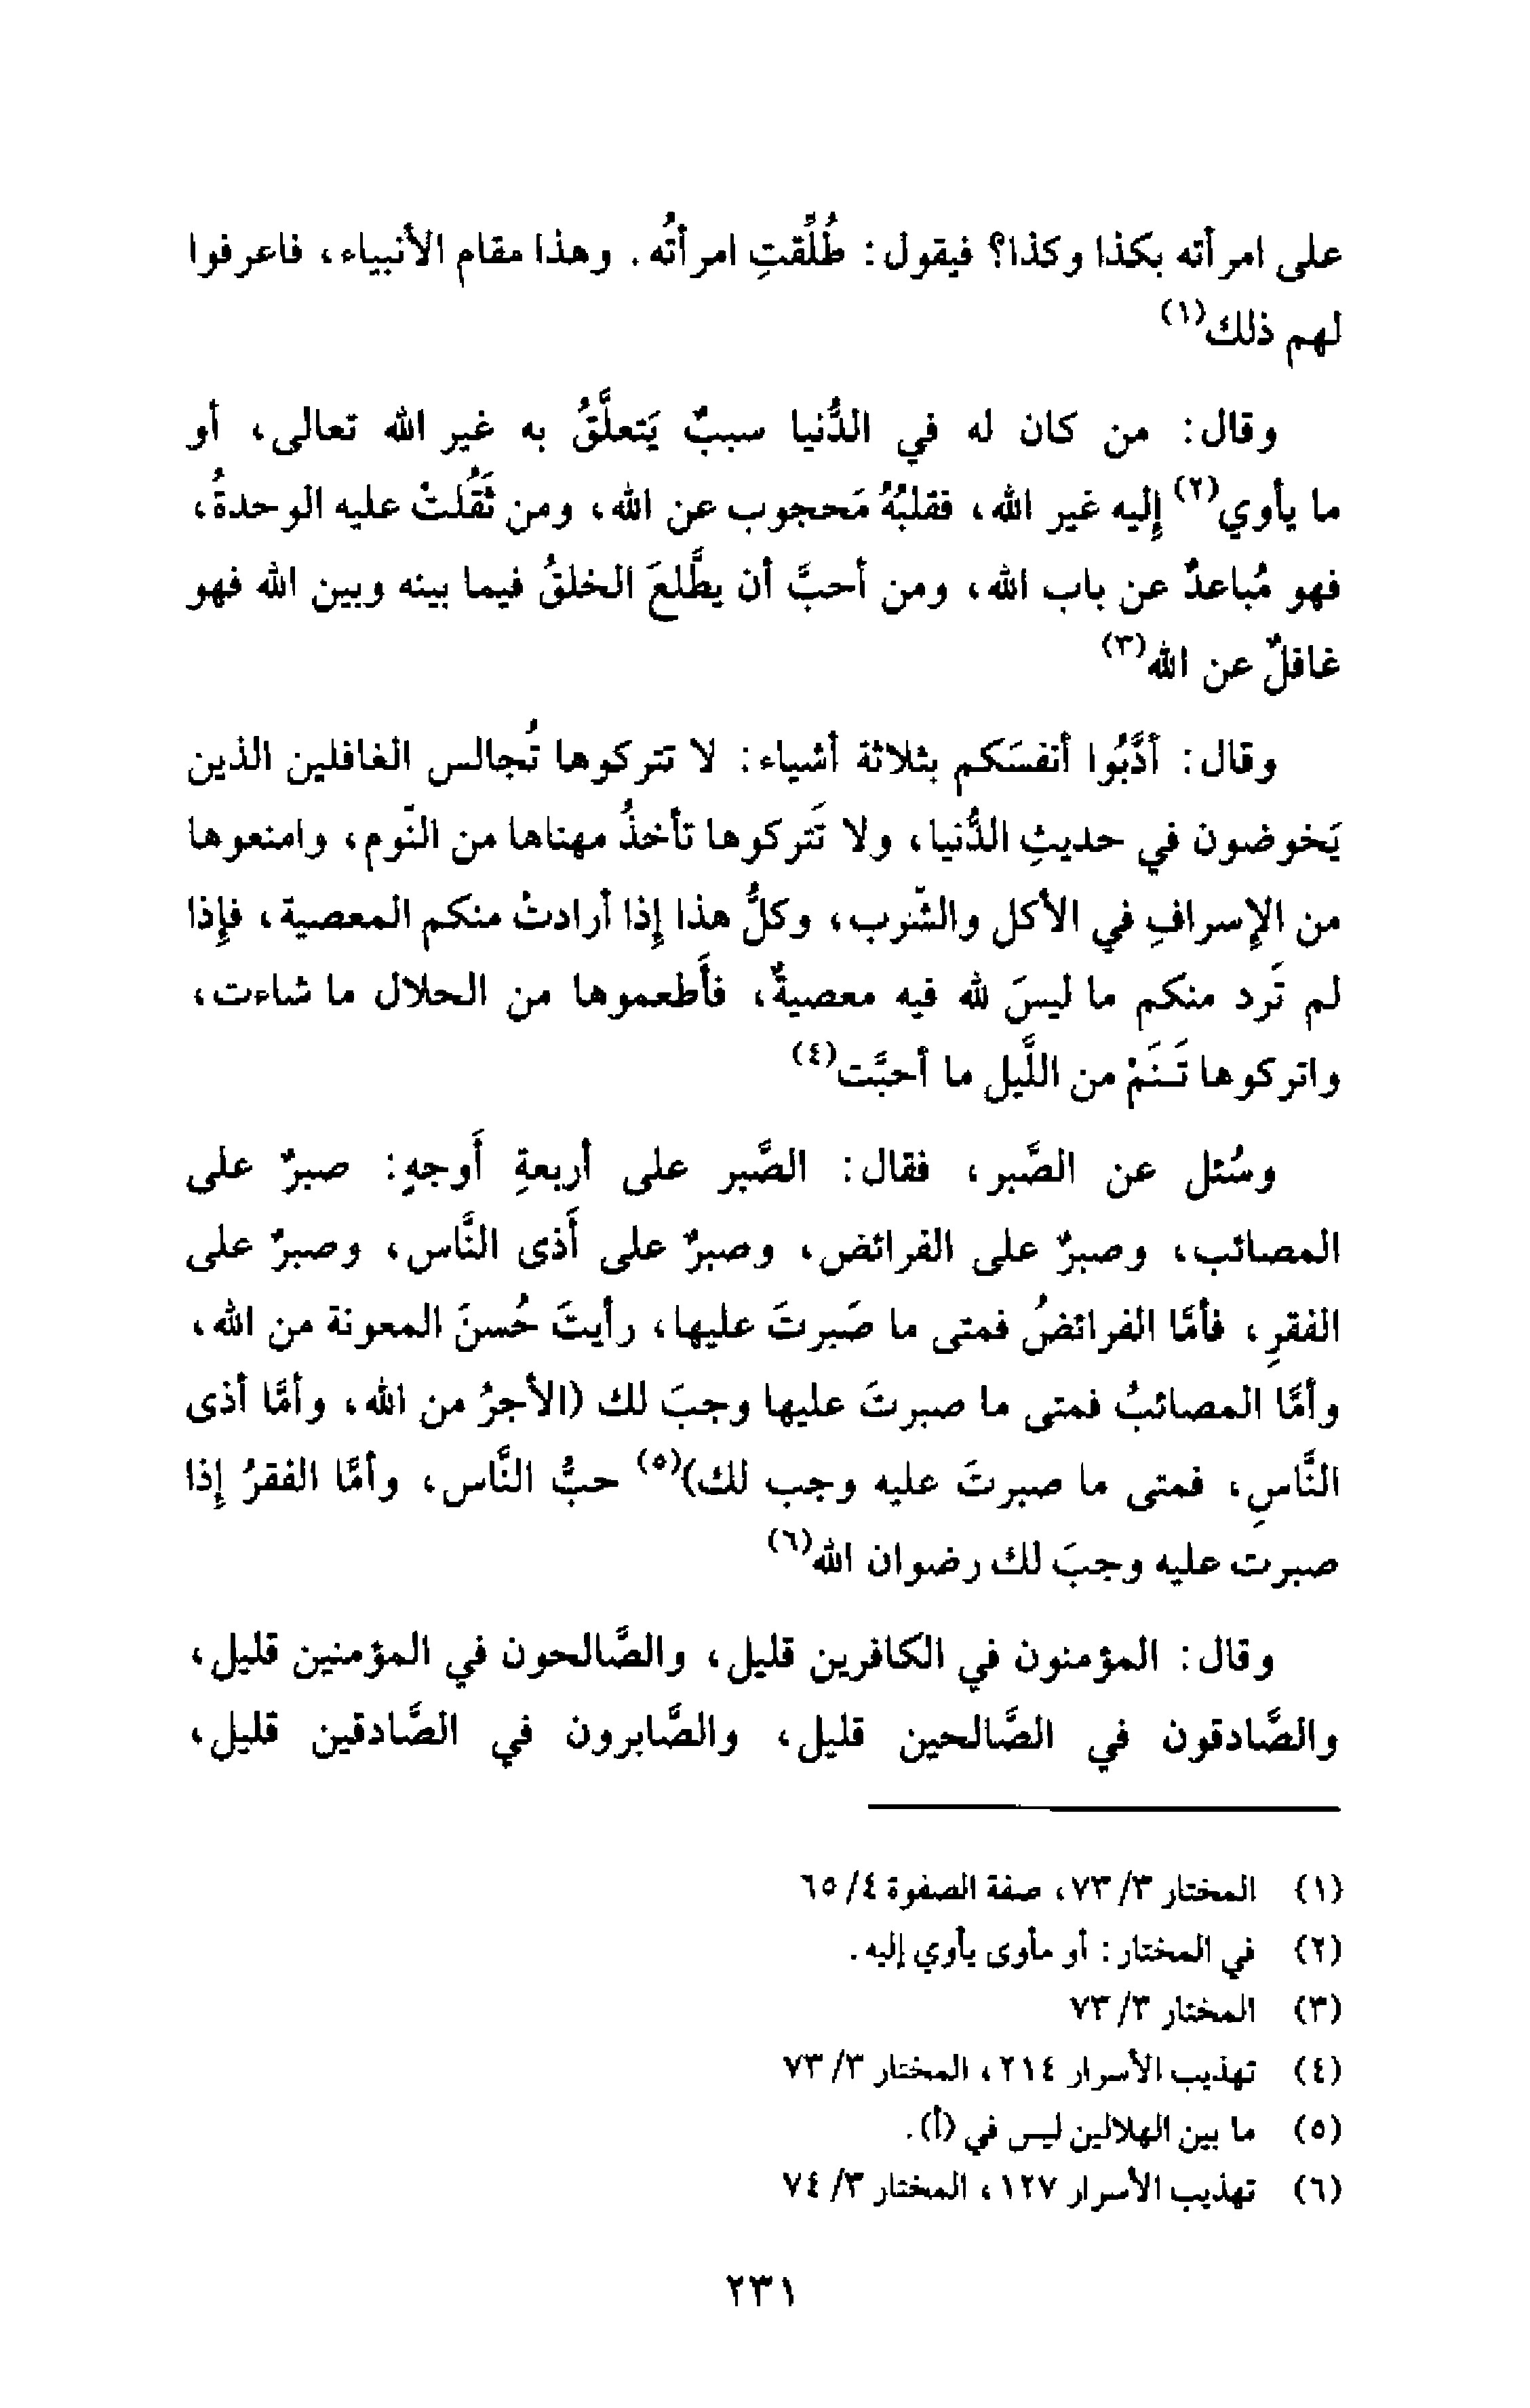 على امرأته بكذا وكذا؟ فيقول: طُلِّقتِ امرأتُه. وهذا مقام الأنبياء، فاعرفوا
لهم ذلك(١)
وقال: من كان له في الدُّنيا سببٌ يَتعلَّقُ به غير الله تعالى، أو
ما يأوي(٢) إليه غير الله، فقلبُهُ مَحجوب عن الله، ومن ثَقُلتْ عليه الوحدةُ،
فهو مُباعدٌ عن باب الله، ومن أحبَّ أن يطَّلعَ الخلقُ فيما بينه وبين الله فهو
غافلٌ عن الله(٣)
وقال: أدِّبُوا أنفسَكم بثلاثة أشياء: لا تتركوها تُجالس الغافلين الذين
يَخوضون في حديثِ الدُّنيا، ولا تَتركوها تأخذُ مهناها من النّوم، وامنعوها
من الإسرافِ في الأكل والشّرب، وكلُّ هذا إذا أرادتْ منكم المعصية، فإذا
لم تَرد منكم ما ليسَ لله فيه معصيةٌ، فأَطعموها من الحلال ما شاءت،
واتركوها تَـنَمْ من اللَّيل ما أحبَّت(٤)
وسُئل عن الصَّبر، فقال: الصَّبر على أربعةِ أَوجهٍ: صبرٌ على
المصائب، وصبرٌ على الفرائض، وصبرٌ على أَذى النَّاس، وصبرٌ على
الفقرِ، فأمَّا الفرائضُ فمتى ما صَبرتَ عليها، رأيتَ حُسنَ المعونة من الله،
وأمَّا المصائبُ فمتى ما صبرتَ عليها وجبَ لك (الأجرُ من الله، وأمَّا أذى
النَّاسِ، فمتى ما صبرتَ عليه وجب لك)(٥) حبُّ النَّاس، وأمَّا الفقرُ إذا
صبرت عليه وجبَ لك رضوان الله(٦)
وقال: المؤمنون في الكافرين قليل، والصَّالحون في المؤمنين قليل،
والصَّادقون في الصَّالحين قليل، والصَّابرون في الصَّادقين قليل،
(١) المختار ٣/ ٧٣، صفة الصفوة ٤/ ٦٥
(٢) في المختار: أو مأوى يأوي إليه.
(٣) المختار ٣/ ٧٣
(٤) تهذيب الأسرار ٢١٤، المختار ٣/ ٧٣
(٥) ما بين الهلالين ليس في (أ).
(٦) تهذيب الأسرار ١٢٧، المختار ٣/ ٧٤
٢٣١